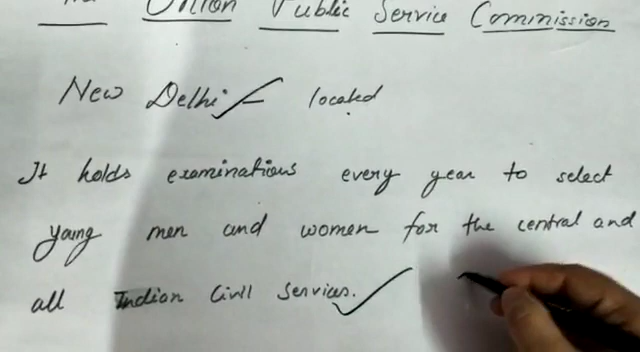 The Union Public Service Commission
New Delhi – located
It holds examinations every year to select
young men and women for the central and
all Indian Civil Services.